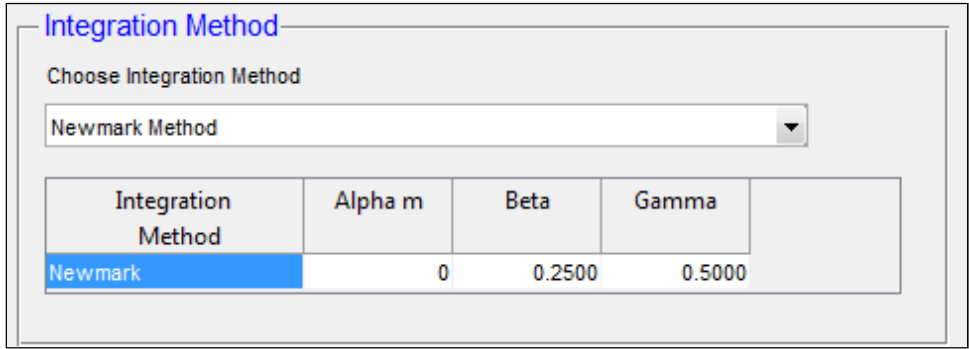 Integration Method
Choose Integration Method
Newmark Method
Integration Method Alpha m Beta Gamma
Newmark 0 0.2500 0.5000